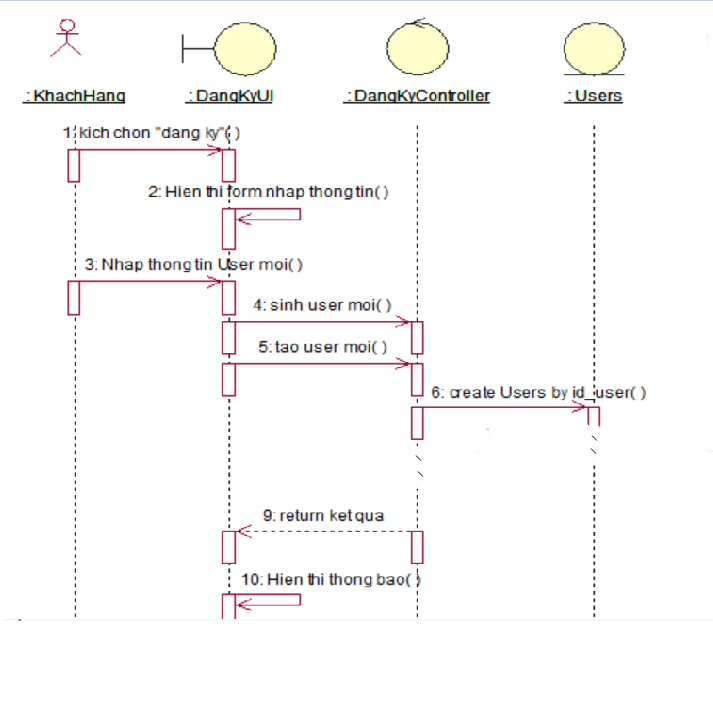 : KhachHang
: DangKyUI
: DangKyController
: Users
1: kich chon "dang ky"( )
2: Hien thi form nhap thong tin( )
3: Nhap thong tin User moi( )
4: sinh user moi( )
5: tao user moi( )
6: create Users by id_user( )
9: return ket qua
10: Hien thi thong bao( )